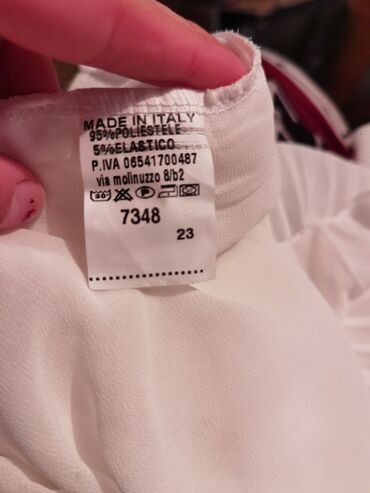 MADE IN ITALY
95%POLIESTELE
5%ELASTICO
P.IVA 06541700487
via molinuzzo 8/b2
7348
23